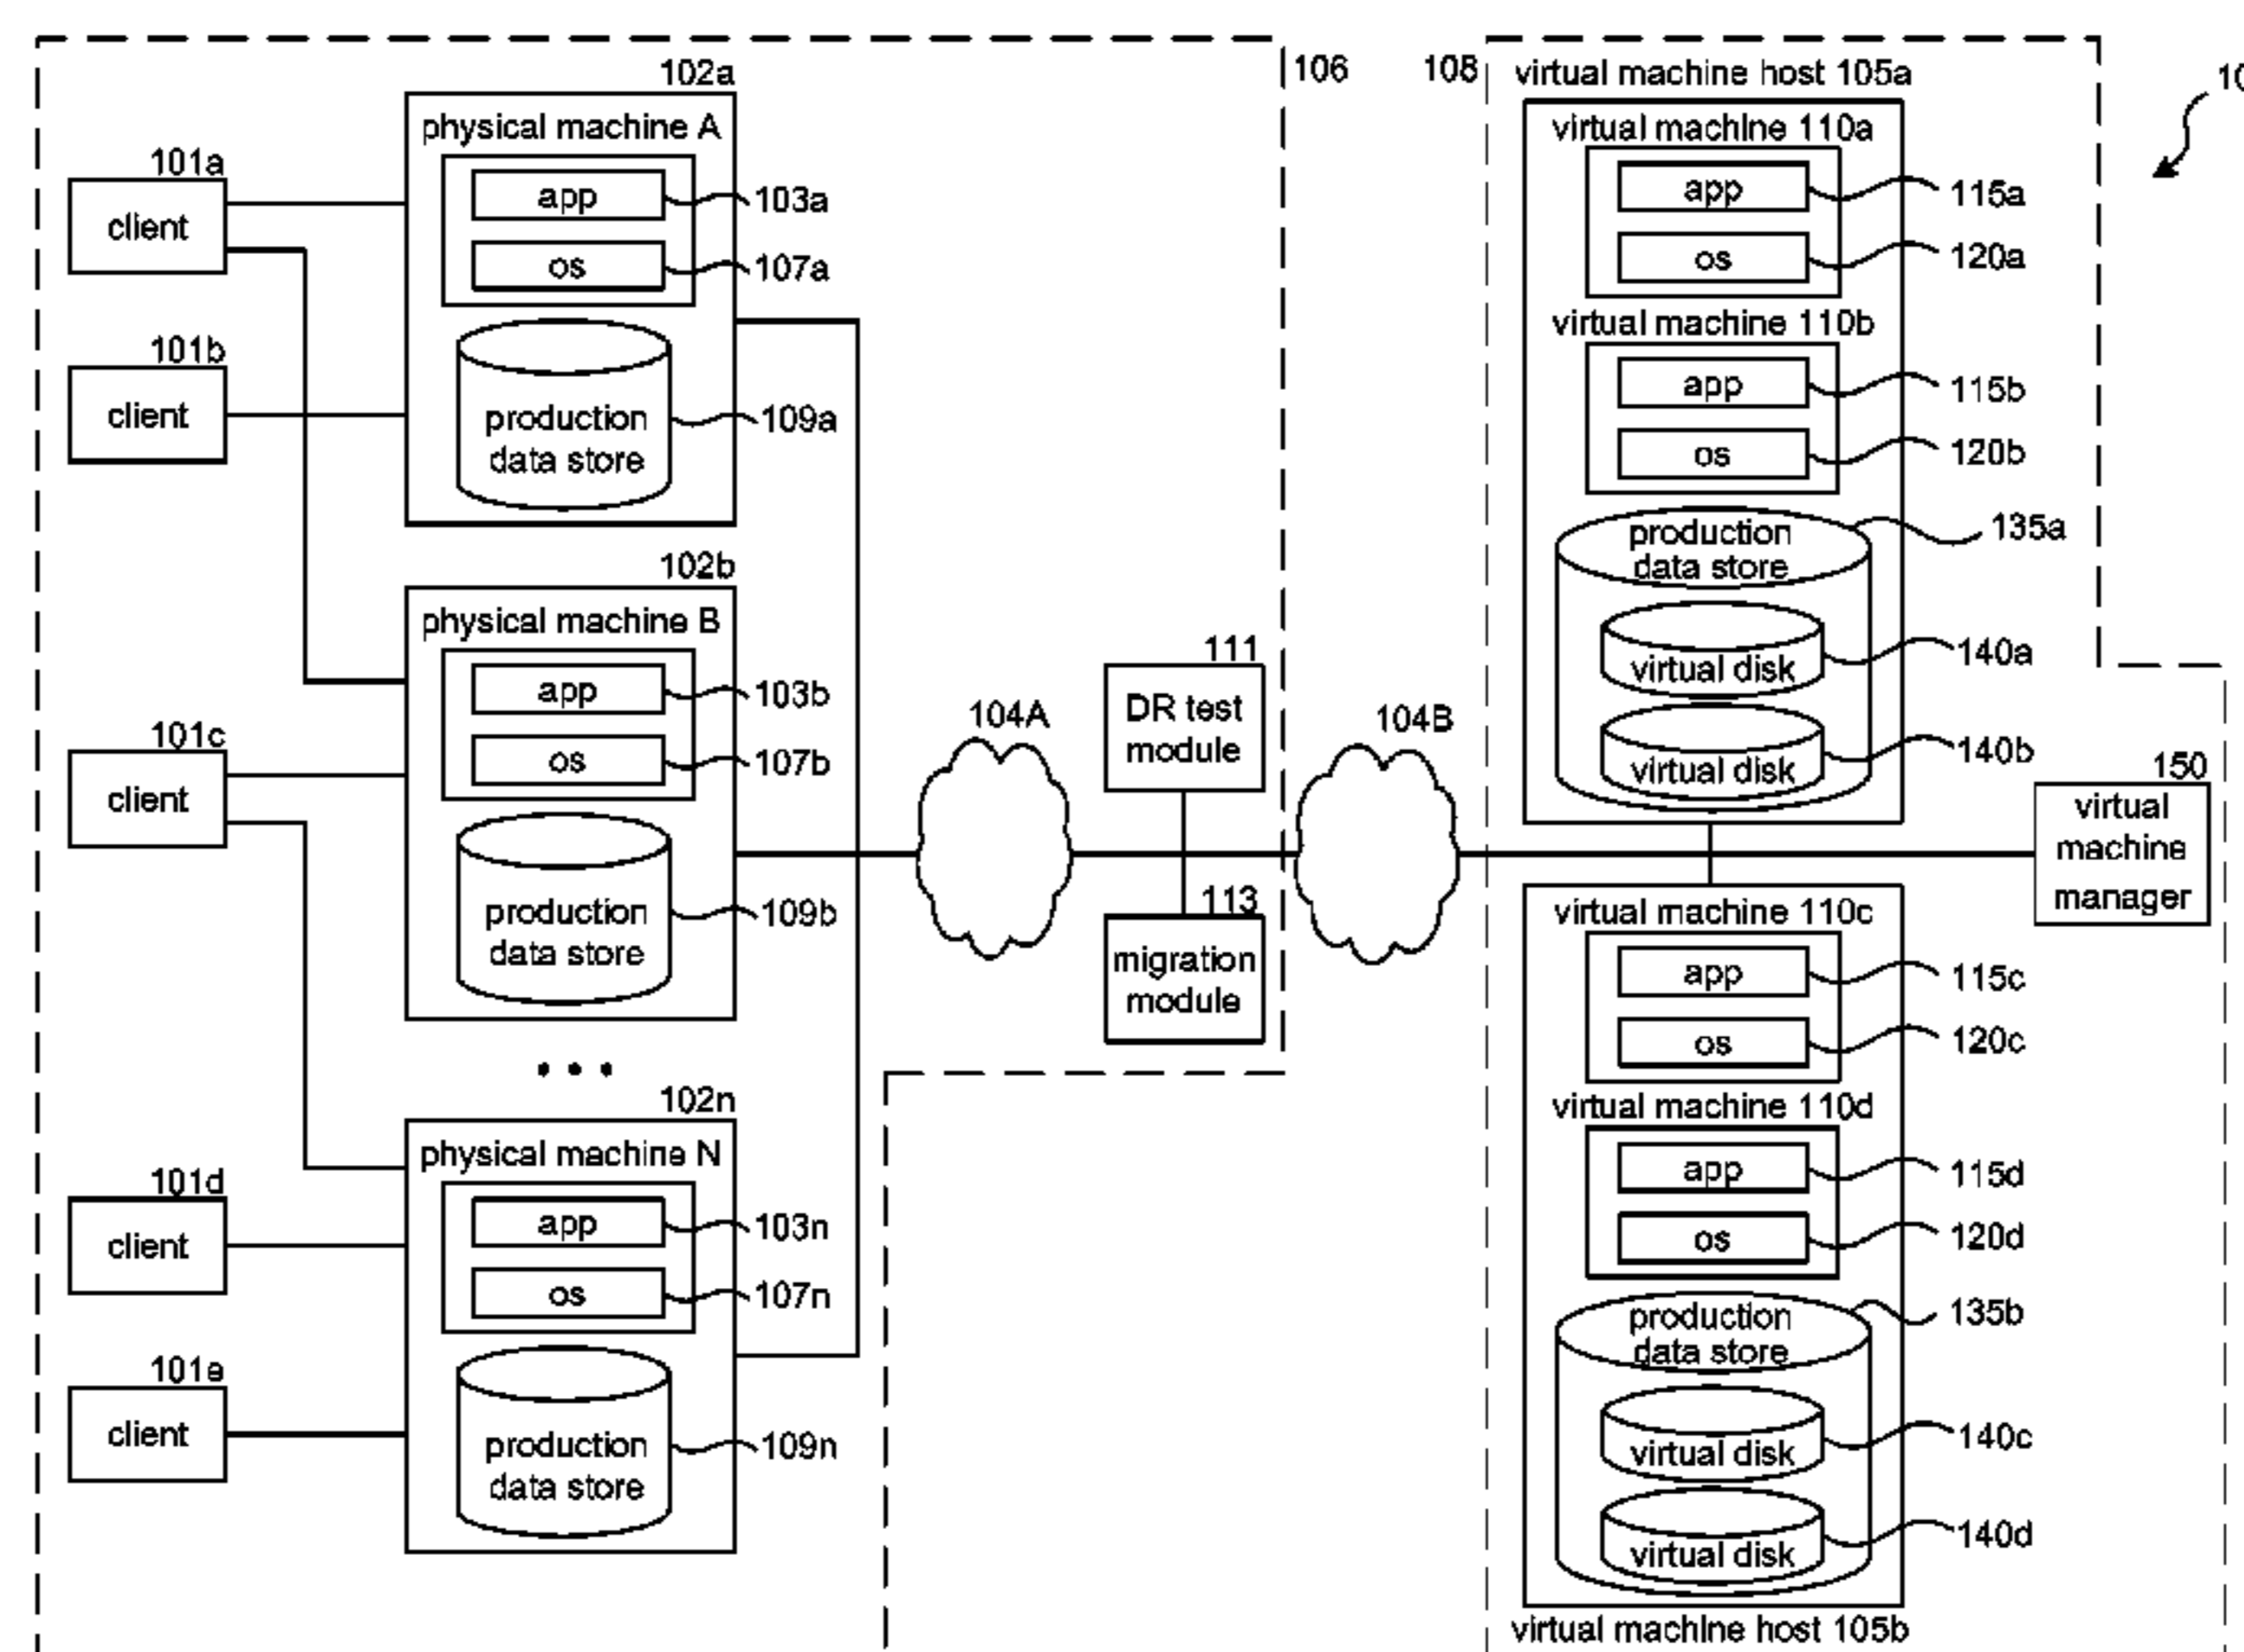 106
108
10
102a
physical machine A
app
103a
os
107a
production
data store
109a
101a
client
101b
client
102b
physical machine B
app
103b
os
107b
production
data store
109b
101c
client
102n
physical machine N
app
103n
os
107n
production
data store
109n
101d
client
101e
client
104A
111
DR test
module
113
migration
module
104B
virtual machine host 105a
virtual machine 110a
app
115a
os
120a
virtual machine 110b
app
115b
os
120b
production
data store
135a
virtual disk
140a
virtual disk
140b
150
virtual
machine
manager
virtual machine 110c
app
115c
os
120c
virtual machine 110d
app
115d
os
120d
production
data store
135b
virtual disk
140c
virtual disk
140d
virtual machine host 105b